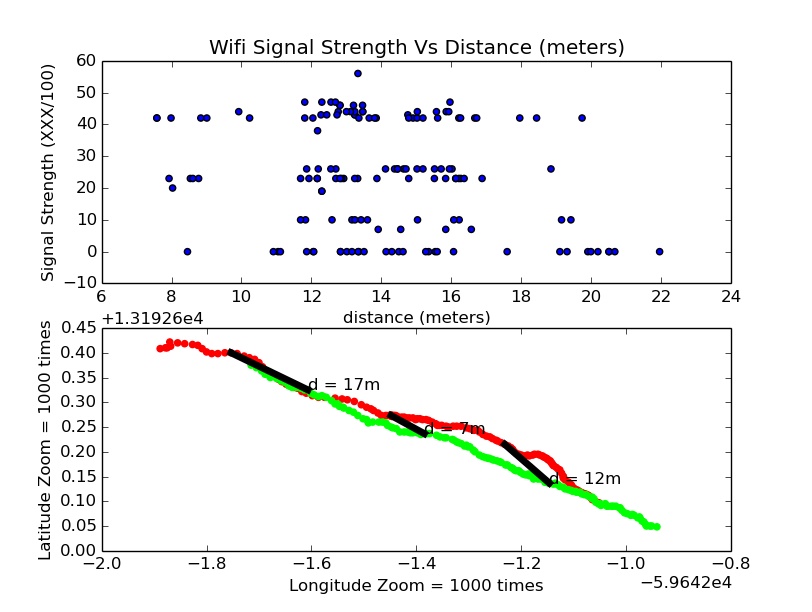 Wifi Signal Strength Vs Distance (meters)
60
50
40
30
20
10
0
−10
Signal Strength (XXX/100)
6 8 10 12 14 16 18 20 22 24
distance (meters)
+1.31926e4
0.45
0.40
0.35
0.30
0.25
0.20
0.15
0.10
0.05
0.00
Latitude Zoom = 1000 times
d = 17m
d = 7m
d = 12m
−2.0 −1.8 −1.6 −1.4 −1.2 −1.0 −0.8
Longitude Zoom = 1000 times
−5.9642e4